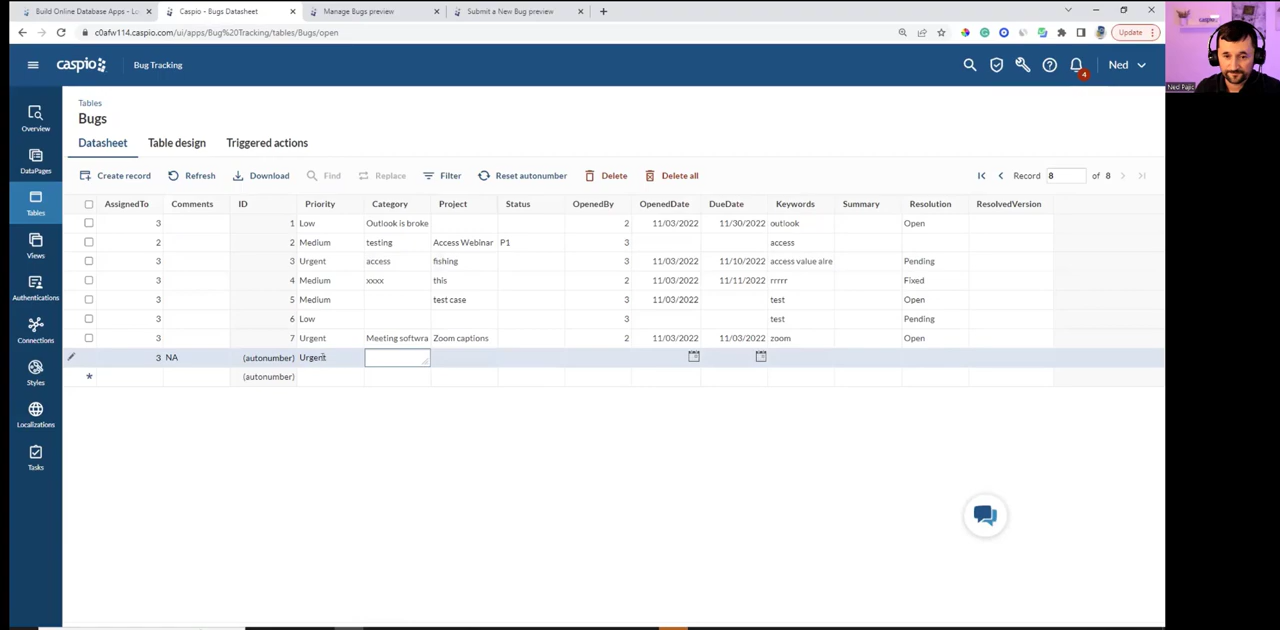 Build Online Database Apps - Lo
Caspio - Bugs Datasheet
Manage Bugs preview
Submit a New Bug preview
c0afw114.caspio.com/ui/apps/Bug%20Tracking/tables/Bugs/open
Update
caspio
Bug Tracking
4
Ned
Ned Pajic
Overview
DataPages
Tables
Views
Authentications
Connections
Styles
Localizations
Tasks
Tables
Bugs
Datasheet Table design Triggered actions
Create record Refresh Download Find Replace Filter Reset autonumber Delete Delete all Record 8 of 8
AssignedTo Comments ID Priority Category Project Status OpenedBy OpenedDate DueDate Keywords Summary Resolution ResolvedVersion
3 1 Low Outlook is broke 2 11/03/2022 11/30/2022 outlook Open
2 2 Medium testing Access Webinar P1 3 access
3 3 Urgent access fishing 3 11/03/2022 11/10/2022 access value alre Pending
3 4 Medium xxxx this 2 11/03/2022 11/11/2022 rrrrr Fixed
3 5 Medium test case 3 11/03/2022 test Open
3 6 Low 3 test Pending
3 7 Urgent Meeting softwra Zoom captions 2 11/03/2022 11/03/2022 zoom Open
3 NA (autonumber) Urgent
* (autonumber)